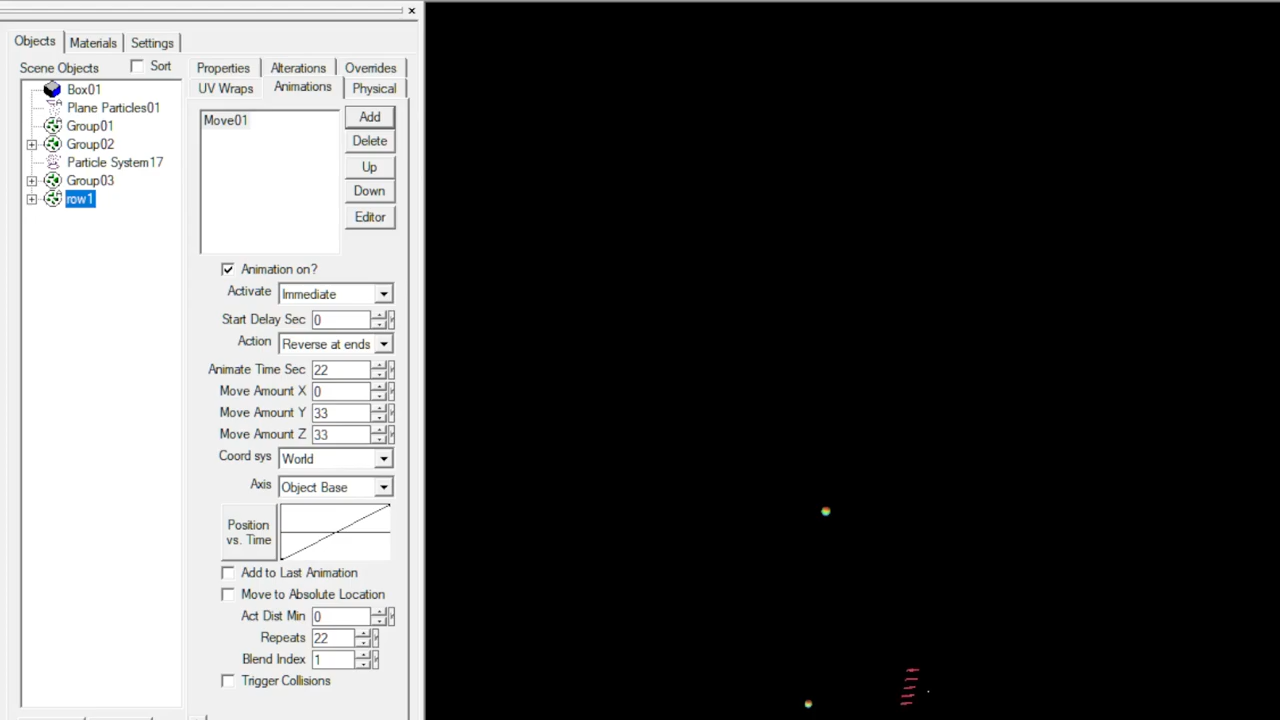 Objects Materials Settings
Scene Objects Sort
Box01
Plane Particles01
Group01
Group02
Particle System17
Group03
row1
Properties Alterations Overrides
UV Wraps Animations Physical
Move01
Add
Delete
Up
Down
Editor
Animation on?
Activate Immediate
Start Delay Sec 0
Action Reverse at ends
Animate Time Sec 22
Move Amount X 0
Move Amount Y 33
Move Amount Z 33
Coord sys World
Axis Object Base
Position
vs. Time
Add to Last Animation
Move to Absolute Location
Act Dist Min 0
Repeats 22
Blend Index 1
Trigger Collisions